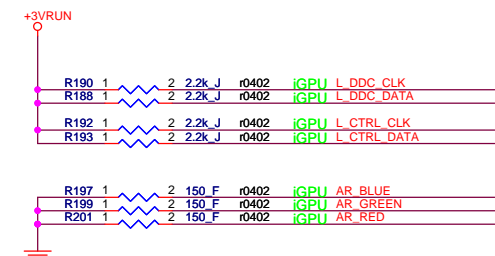 +3VRUN
R190 1 2 2.2k_J r0402 iGPU L_DDC_CLK
R188 1 2 2.2k_J r0402 iGPU L_DDC_DATA
R192 1 2 2.2k_J r0402 iGPU L_CTRL_CLK
R193 1 2 2.2k_J r0402 iGPU L_CTRL_DATA
R197 1 2 150_F r0402 iGPU AR_BLUE
R199 1 2 150_F r0402 iGPU AR_GREEN
R201 1 2 150_F r0402 iGPU AR_RED